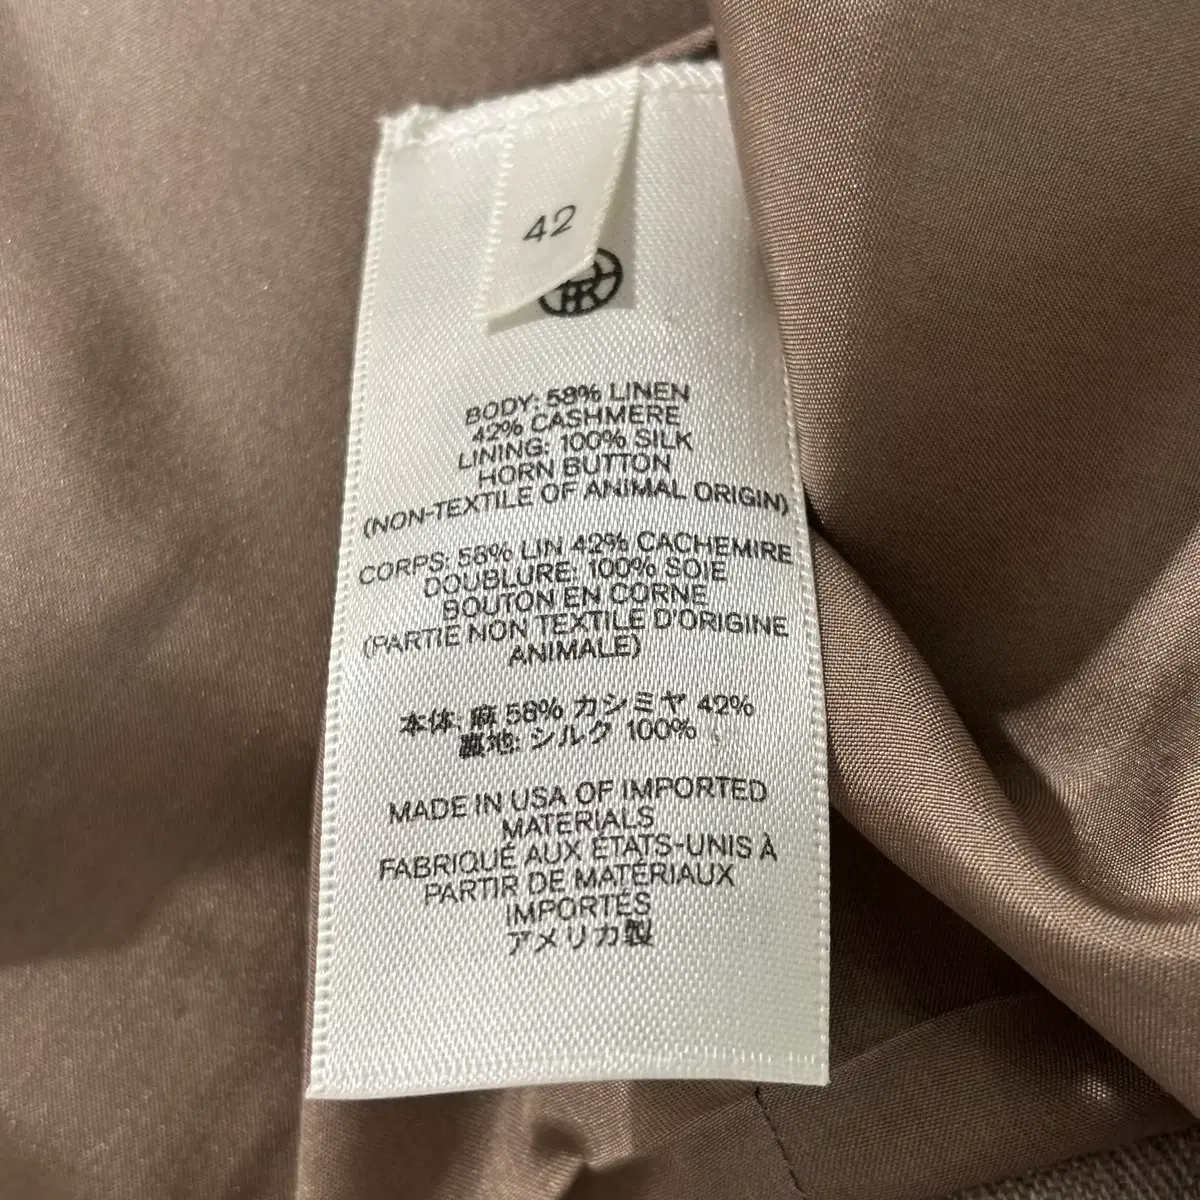 42
BODY: 58% LINEN
42% CASHMERE
LINING: 100% SILK
HORN BUTTON
(NON-TEXTILE OF ANIMAL ORIGIN)
CORPS: 58% LIN 42% CACHEMIRE
DOUBLURE: 100% SOIE
BOUTON EN CORNE
(PARTIE NON TEXTILE D'ORIGINE
ANIMALE)
本体: 麻 58% カシミヤ 42%
裏地: シルク 100%
MADE IN USA OF IMPORTED
MATERIALS
FABRIQUÉ AUX ÉTATS-UNIS À
PARTIR DE MATÉRIAUX
IMPORTÉS
アメリカ製